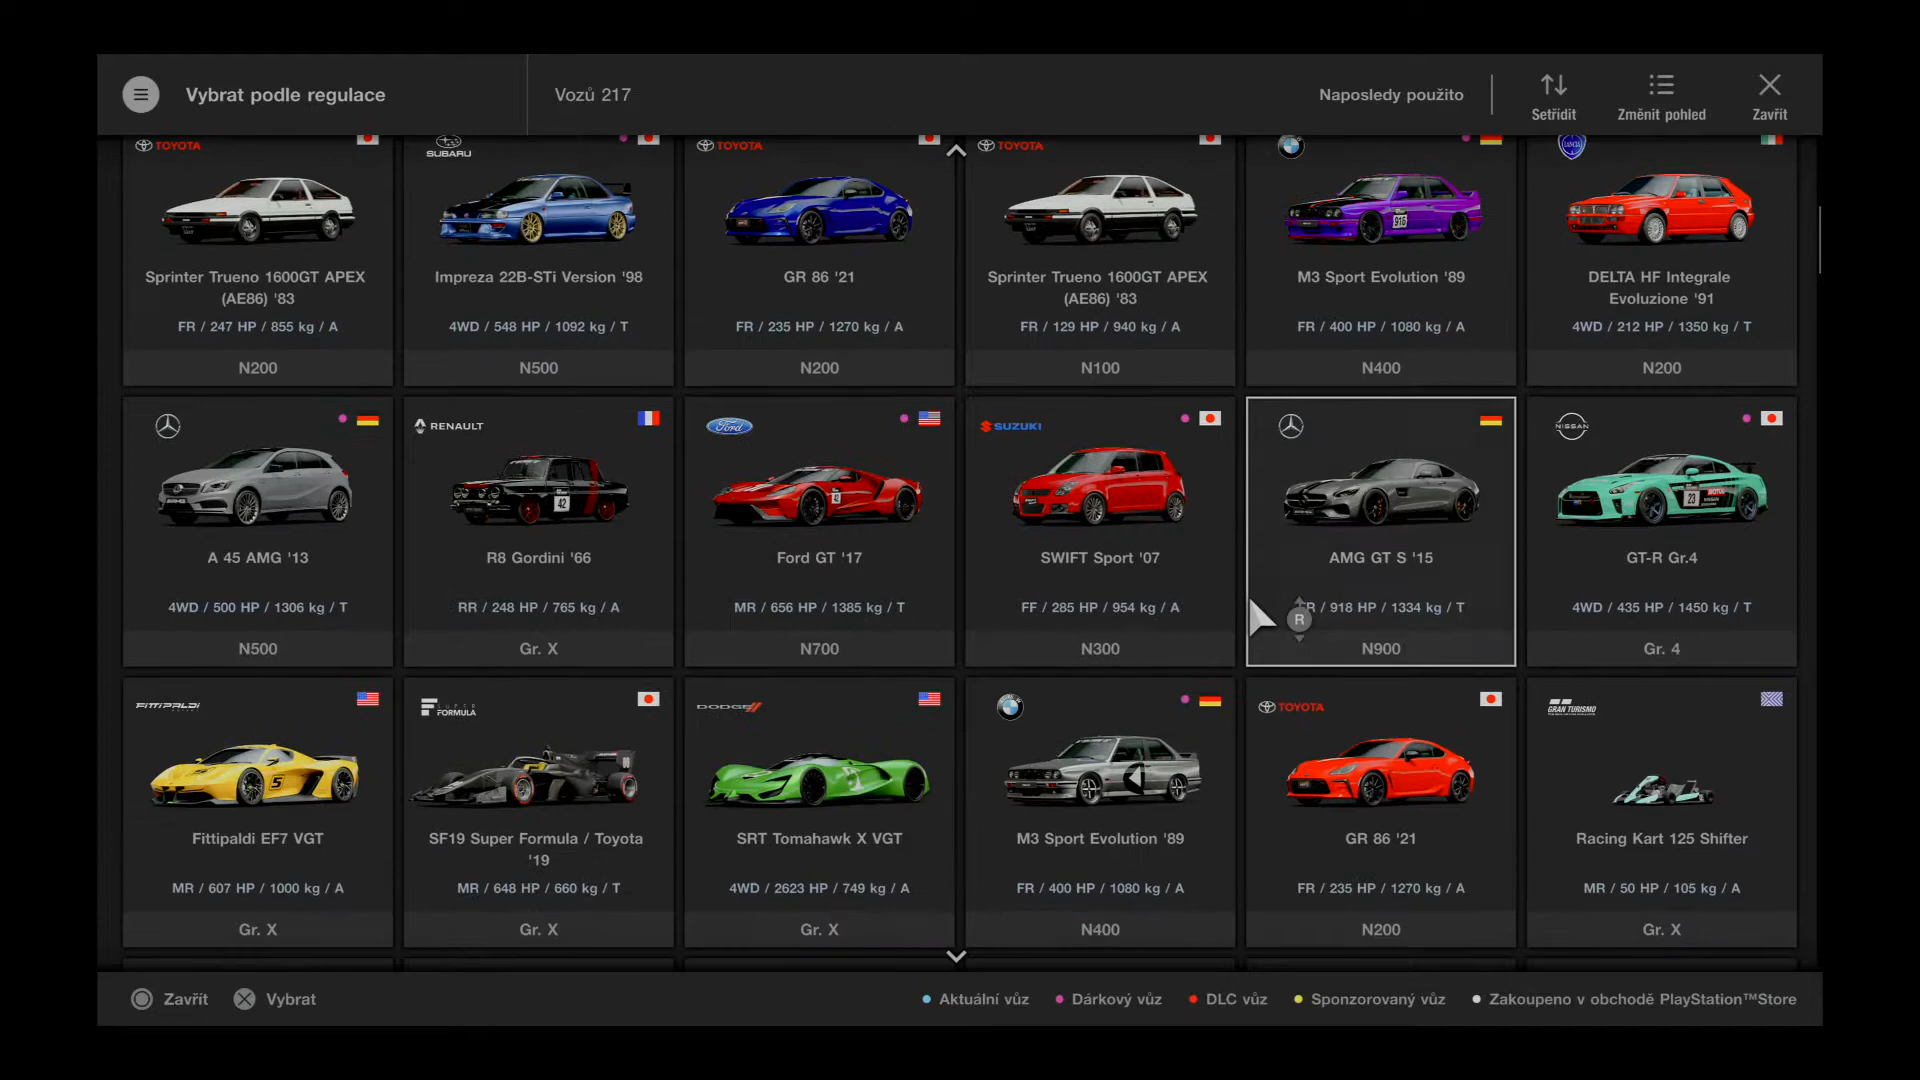 Vybrat podle regulace
Vozů 217
Naposledy použito
Setřídit
Změnit pohled
Zavřít
TOYOTA
SUBARU
TOYOTA
TOYOTA
LANCIA
916
Sprinter Trueno 1600GT APEX
(AE86) '83
FR / 247 HP / 855 kg / A
N200
Impreza 22B-STi Version '98
4WD / 548 HP / 1092 kg / T
N500
GR 86 '21
FR / 235 HP / 1270 kg / A
N200
Sprinter Trueno 1600GT APEX
(AE86) '83
FR / 129 HP / 940 kg / A
N100
M3 Sport Evolution '89
FR / 400 HP / 1080 kg / A
N400
DELTA HF Integrale
Evoluzione '91
4WD / 212 HP / 1350 kg / T
N200
A 45 AMG '13
4WD / 500 HP / 1306 kg / T
N500
RENAULT
42
R8 Gordini '66
RR / 248 HP / 765 kg / A
Gr. X
Ford
Ford GT '17
MR / 656 HP / 1385 kg / T
N700
SUZUKI
SWIFT Sport '07
FF / 285 HP / 954 kg / A
N300
AMG GT S '15
FR / 918 HP / 1334 kg / T
R
N900
NISSAN
23
GT-R Gr.4
4WD / 435 HP / 1450 kg / T
Gr. 4
FITTIPALDI
5
Fittipaldi EF7 VGT
MR / 607 HP / 1000 kg / A
Gr. X
SUPER
FORMULA
SF19 Super Formula / Toyota
'19
MR / 648 HP / 660 kg / T
Gr. X
DODGE
SRT Tomahawk X VGT
4WD / 2623 HP / 749 kg / A
Gr. X
M3 Sport Evolution '89
FR / 400 HP / 1080 kg / A
N400
TOYOTA
GR 86 '21
FR / 235 HP / 1270 kg / A
N200
GRAN TURISMO
Racing Kart 125 Shifter
MR / 50 HP / 105 kg / A
Gr. X
Zavřít
Vybrat
Aktuální vůz
Dárkový vůz
DLC vůz
Sponzorovaný vůz
Zakoupeno v obchodě PlayStation™Store